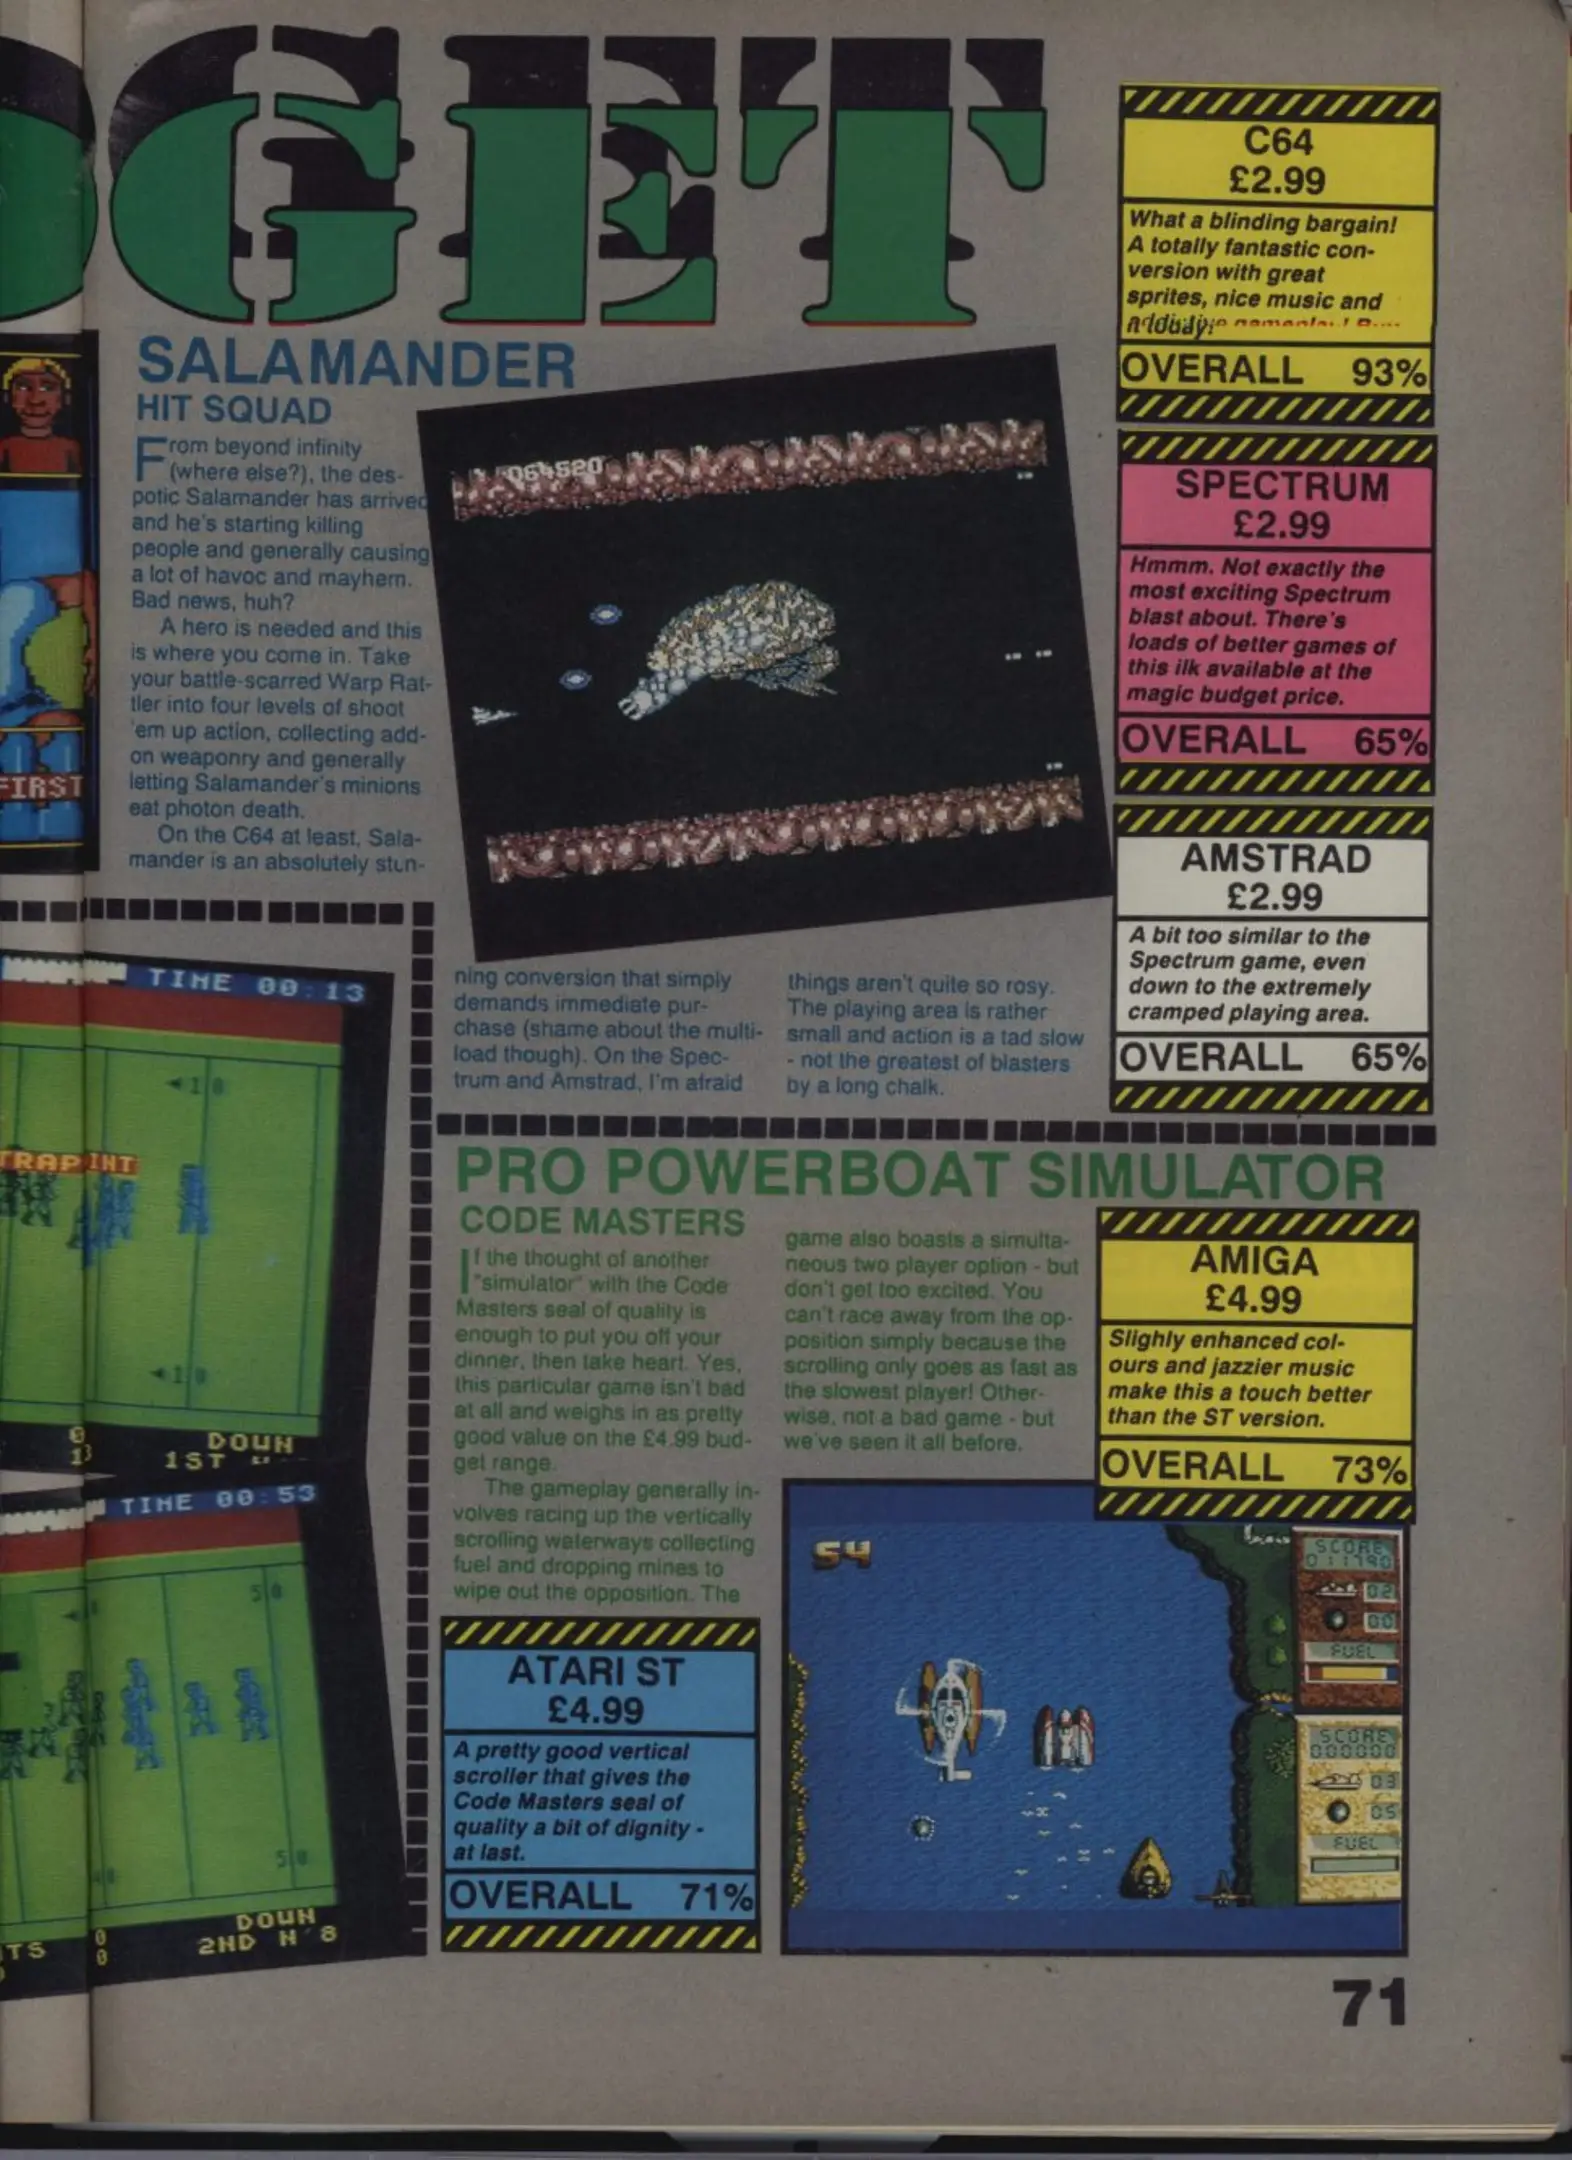 GET
SALAMANDER
HIT SQUAD
From beyond infinity
(where else?), the des-
potic Salamander has arrived
and he's starting killing
people and generally causing
a lot of havoc and mayhem.
Bad news, huh?
A hero is needed and this
is where you come in. Take
your battle-scarred Warp Rat-
tler into four levels of shoot
'em up action, collecting add-
on weaponry and generally
letting Salamander's minions
eat photon death.
On the C64 at least, Sala-
mander is an absolutely stun-
ning conversion that simply
demands immediate pur-
chase (shame about the multi-
load though). On the Spec-
trum and Amstrad, I'm afraid
things aren't quite so rosy.
The playing area is rather
small and action is a tad slow
- not the greatest of blasters
by a long chalk.
064520
C64
£2.99
What a blinding bargain!
A totally fantastic con-
version with great
sprites, nice music and
OVERALL 93%
SPECTRUM
£2.99
Hmmm. Not exactly the
most exciting Spectrum
blast about. There's
loads of better games of
this ilk available at the
magic budget price.
OVERALL 65%
AMSTRAD
£2.99
A bit too similar to the
Spectrum game, even
down to the extremely
cramped playing area.
OVERALL 65%
FIRST
TIME 00:13
10
10
DOWN
1ST
TIME 00:53
50
50
DOWN
2ND N 8
PRO POWERBOAT SIMULATOR
CODE MASTERS
If the thought of another
"simulator" with the Code
Masters seal of quality is
enough to put you off your
dinner, then take heart. Yes,
this particular game isn't bad
at all and weighs in as pretty
good value on the £4.99 bud-
get range.
The gameplay generally in-
volves racing up the vertically
scrolling waterways collecting
fuel and dropping mines to
wipe out the opposition. The
game also boasts a simulta-
neous two player option - but
don't get too excited. You
can't race away from the op-
position simply because the
scrolling only goes as fast as
the slowest player! Other-
wise, not a bad game - but
we've seen it all before.
AMIGA
£4.99
Slighly enhanced col-
ours and jazzier music
make this a touch better
than the ST version.
OVERALL 73%
ATARI ST
£4.99
A pretty good vertical
scroller that gives the
Code Masters seal of
quality a bit of dignity -
at last.
OVERALL 71%
54
SCORE
011790
02
00
FUEL
SCORE
000000
03
05
FUEL
71